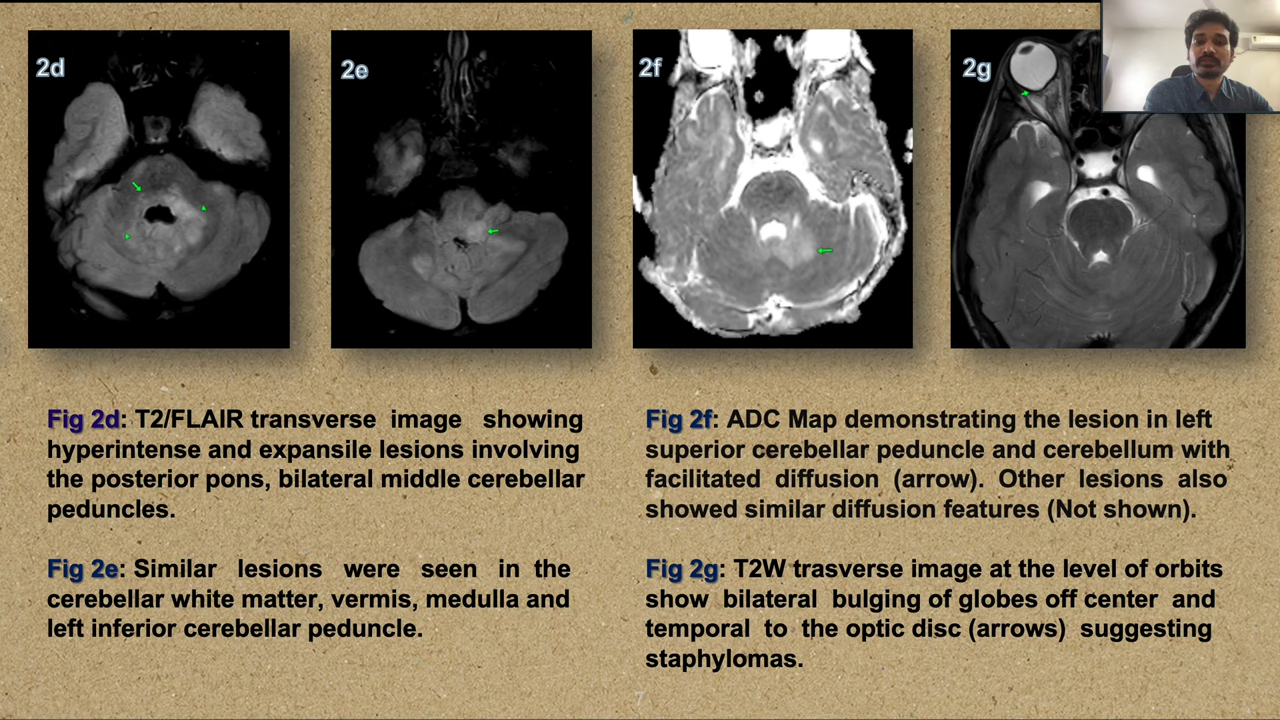 2d
2e
2f
2g
Fig 2d: T2/FLAIR transverse image showing
hyperintense and expansile lesions involving
the posterior pons, bilateral middle cerebellar
peduncles.
Fig 2e: Similar lesions were seen in the
cerebellar white matter, vermis, medulla and
left inferior cerebellar peduncle.
Fig 2f: ADC Map demonstrating the lesion in left
superior cerebellar peduncle and cerebellum with
facilitated diffusion (arrow). Other lesions also
showed similar diffusion features (Not shown).
Fig 2g: T2W trasverse image at the level of orbits
show bilateral bulging of globes off center and
temporal to the optic disc (arrows) suggesting
staphylomas.
7